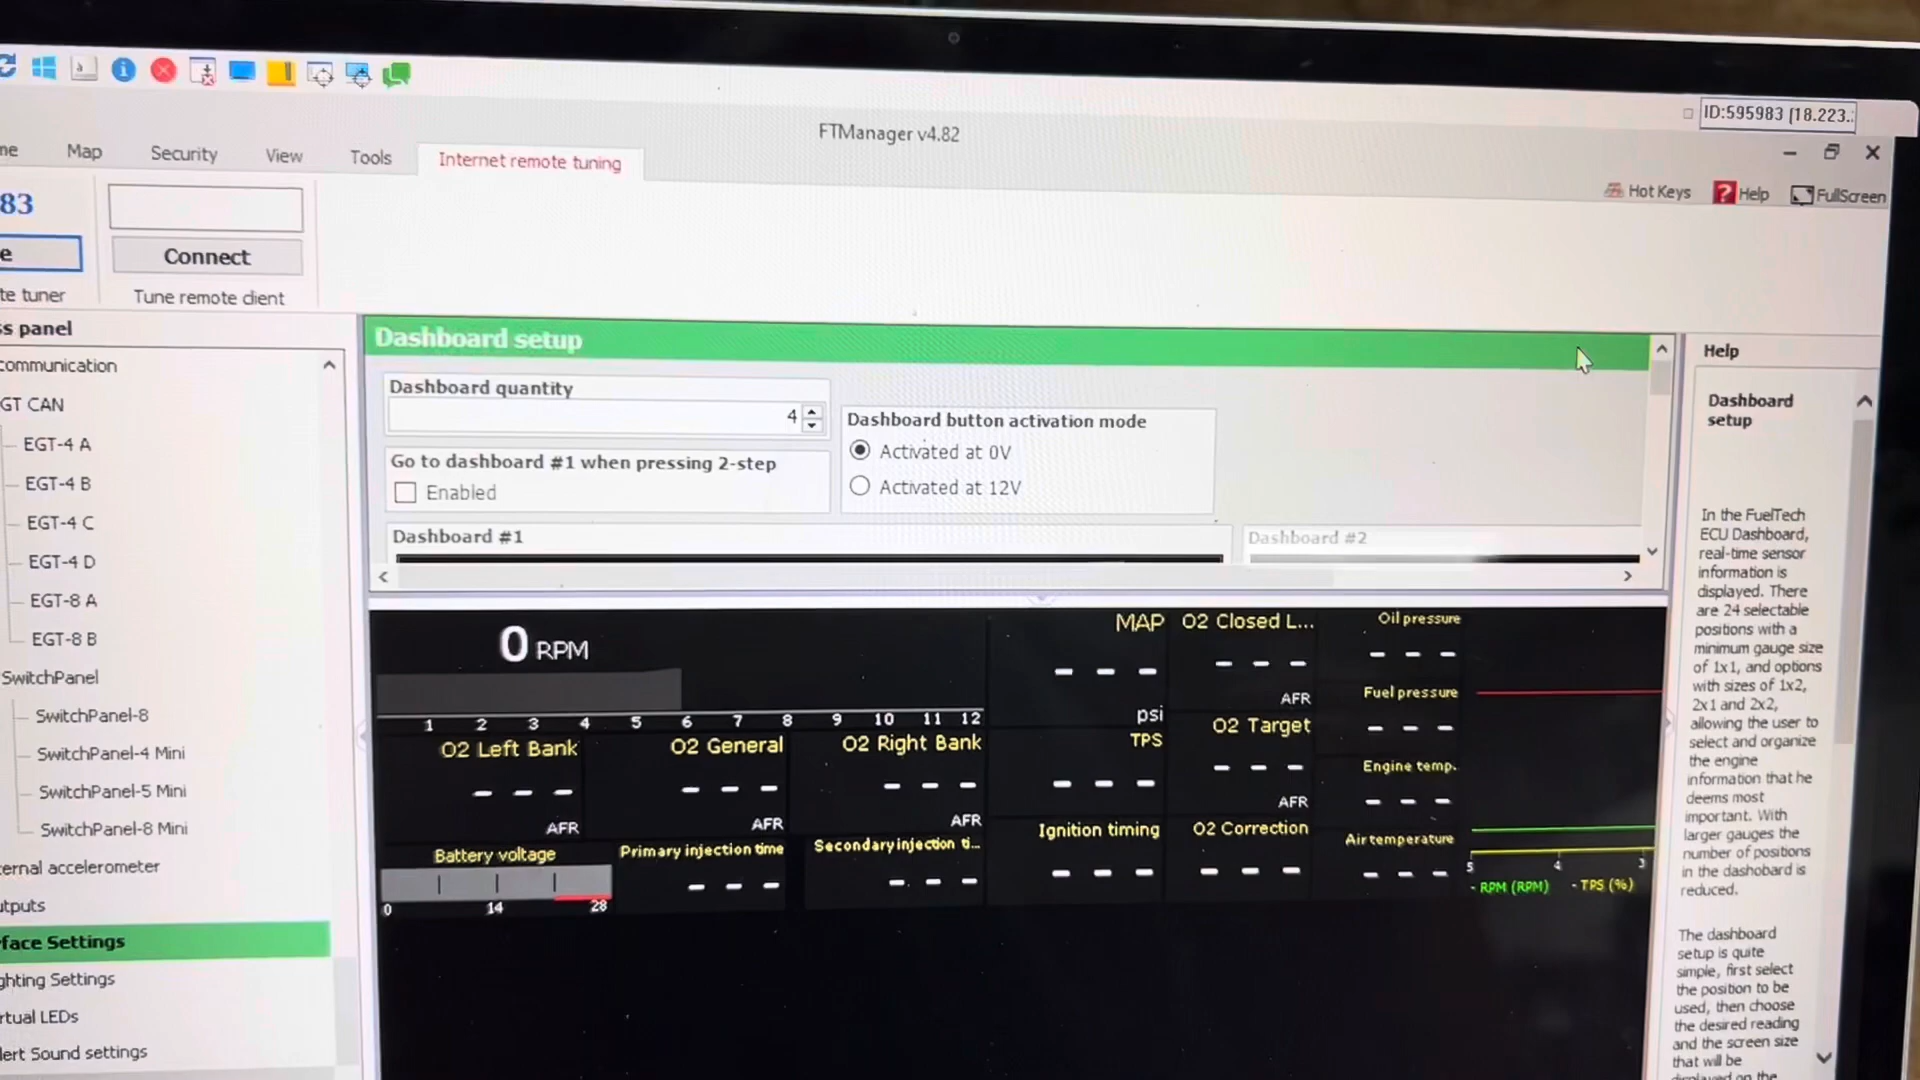 ID:595983 [18.223.
FTManager v4.82
Map
Security
View
Tools
Internet remote tuning
Hot Keys
Help
FullScreen
83
Connect
te tuner
Tune remote client
ss panel
communication
GT CAN
EGT-4 A
EGT-4 B
EGT-4 C
EGT-4 D
EGT-8 A
EGT-8 B
SwitchPanel
SwitchPanel-8
SwitchPanel-4 Mini
SwitchPanel-5 Mini
SwitchPanel-8 Mini
ternal accelerometer
utputs
rface Settings
ghting Settings
rtual LEDs
lert Sound settings
Dashboard setup
Dashboard quantity
4
Go to dashboard #1 when pressing 2-step
Enabled
Dashboard button activation mode
Activated at 0V
Activated at 12V
Dashboard #1
Dashboard #2
0 RPM
1 2 3 4 5 6 7 8 9 10 11 12
O2 Left Bank
- - -
AFR
O2 General
- - -
AFR
O2 Right Bank
- - -
AFR
Battery voltage
0 14 28
Primary injection time
- - -
Secondary injection ti...
- - -
MAP
- - -
psi
TPS
- - -
Ignition timing
- - -
O2 Closed L...
- - -
AFR
O2 Target
- - -
AFR
O2 Correction
- - -
Oil pressure
- - -
Fuel pressure
- - -
Engine temp.
- - -
Air temperature
- - -
5 4 3
- RPM (RPM) - TPS (%)
Help
Dashboard
setup
In the FuelTech
ECU Dashboard,
real-time sensor
information is
displayed. There
are 24 selectable
positions with a
minimum gauge size
of 1x1, and options
with sizes of 1x2,
2x1 and 2x2,
allowing the user to
select and organize
the engine
information that he
deems most
important. With
larger gauges the
number of positions
in the dashobard is
reduced.
The dashboard
setup is quite
simple, first select
the position to be
used, then choose
the desired reading
and the screen size
that will be
displayed on the